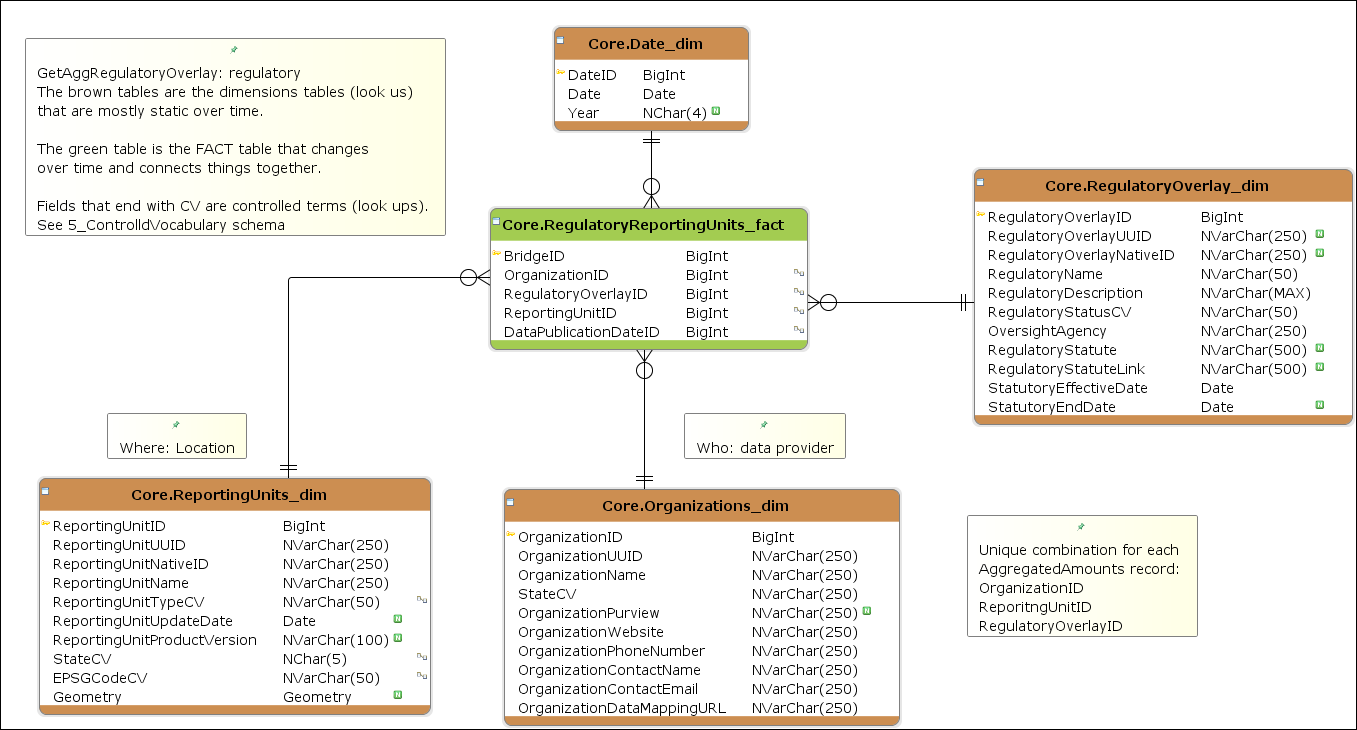 GetAggRegulatoryOverlay: regulatory
The brown tables are the dimensions tables (look us)
that are mostly static over time.
The green table is the FACT table that changes
over time and connects things together.
Fields that end with CV are controlled terms (look ups).
See 5_ControlldVocabulary schema
Core.Date_dim
DateID BigInt
Date Date
Year NChar(4) N
Core.RegulatoryReportingUnits_fact
BridgeID BigInt
OrganizationID BigInt
RegulatoryOverlayID BigInt
ReportingUnitID BigInt
DataPublicationDateID BigInt
Core.RegulatoryOverlay_dim
RegulatoryOverlayID BigInt
RegulatoryOverlayUUID NVarChar(250) N
RegulatoryOverlayNativeID NVarChar(250) N
RegulatoryName NVarChar(50)
RegulatoryDescription NVarChar(MAX)
RegulatoryStatusCV NVarChar(50)
OversightAgency NVarChar(250)
RegulatoryStatute NVarChar(500) N
RegulatoryStatuteLink NVarChar(500) N
StatutoryEffectiveDate Date
StatutoryEndDate Date N
Where: Location
Who: data provider
Core.ReportingUnits_dim
ReportingUnitID BigInt
ReportingUnitUUID NVarChar(250)
ReportingUnitNativeID NVarChar(250)
ReportingUnitName NVarChar(250)
ReportingUnitTypeCV NVarChar(50)
ReportingUnitUpdateDate Date N
ReportingUnitProductVersion NVarChar(100) N
StateCV NChar(5)
EPSGCodeCV NVarChar(50)
Geometry Geometry N
Core.Organizations_dim
OrganizationID BigInt
OrganizationUUID NVarChar(250)
OrganizationName NVarChar(250)
StateCV NVarChar(250)
OrganizationPurview NVarChar(250) N
OrganizationWebsite NVarChar(250)
OrganizationPhoneNumber NVarChar(250)
OrganizationContactName NVarChar(250)
OrganizationContactEmail NVarChar(250)
OrganizationDataMappingURL NVarChar(250)
Unique combination for each
AggregatedAmounts record:
OrganizationID
ReporitngUnitID
RegulatoryOverlayID